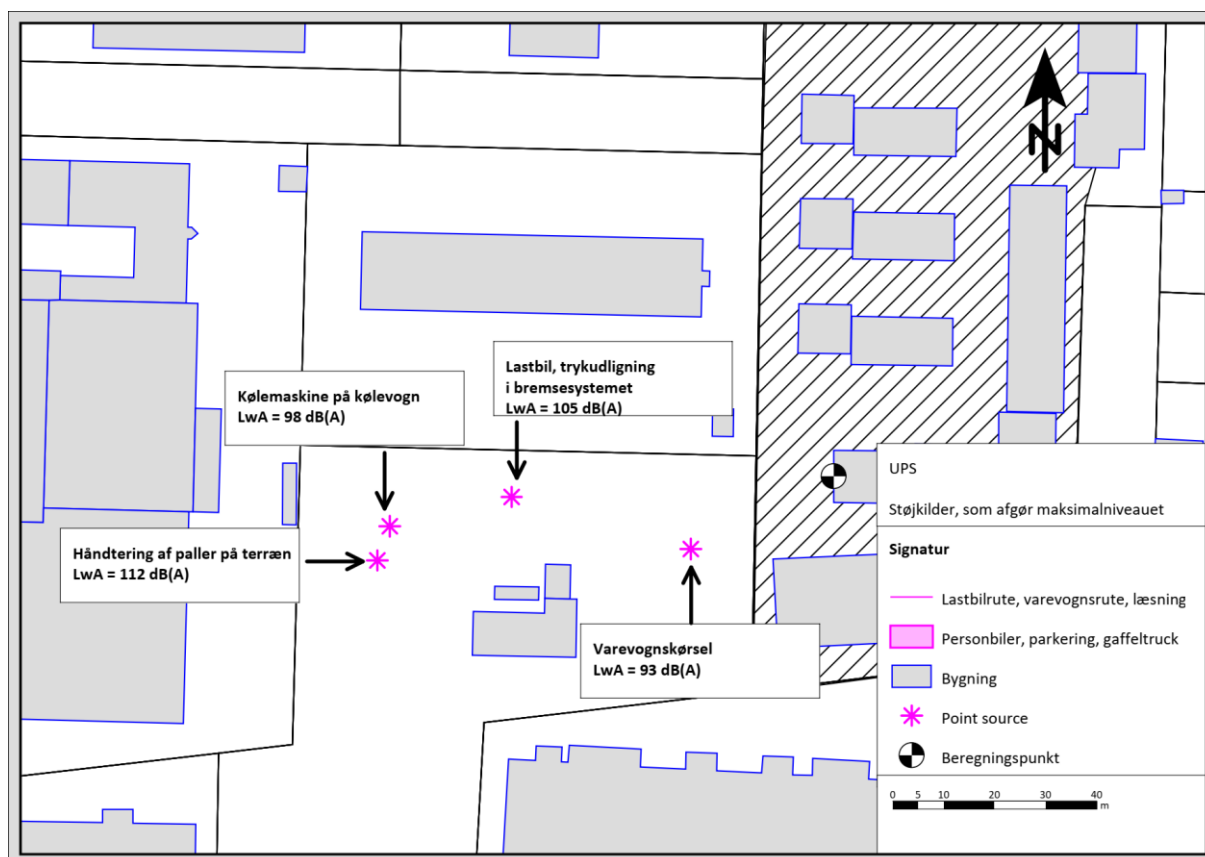 Lastbil, trykudligning
i bremsesystemet
LwA = 105 dB(A)
Kølemaskine på kølevogn
LwA = 98 dB(A)
Håndtering af paller på terræn
LwA = 112 dB(A)
Varevognskørsel
LwA = 93 dB(A)
N
UPS
Støjkilder, som afgør maksimalniveauet
Signatur
Lastbilrute, varevognsrute, læsning
Personbiler, parkering, gaffeltruck
Bygning
Point source
Beregningspunkt
0 5 10 20 30 40
m